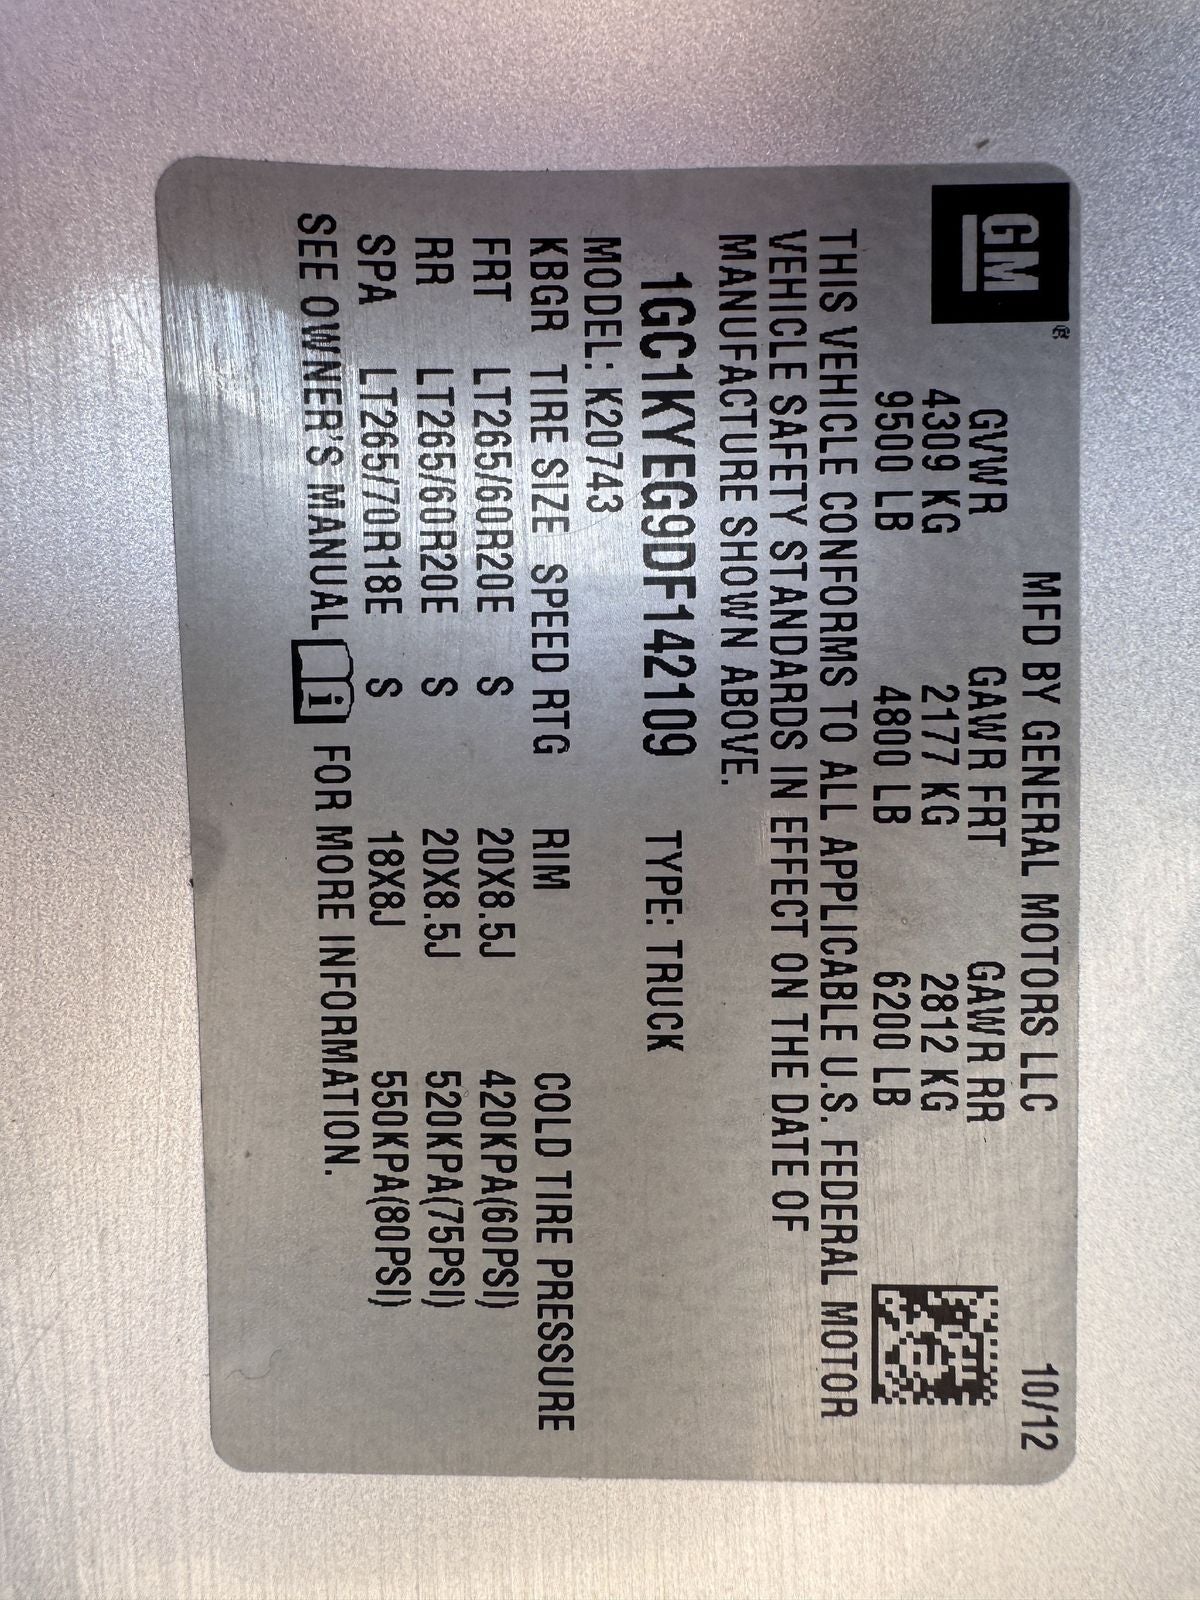 GM®
MFD BY GENERAL MOTORS LLC 10/12
GVWR GAWR FRT GAWR RR
4309 KG 2177 KG 2812 KG
9500 LB 4800 LB 6200 LB
THIS VEHICLE CONFORMS TO ALL APPLICABLE U.S. FEDERAL MOTOR
VEHICLE SAFETY STANDARDS IN EFFECT ON THE DATE OF
MANUFACTURE SHOWN ABOVE.
1GC1KYEG9DF142109 TYPE: TRUCK
MODEL: K20743
KBGR TIRE SIZE SPEED RTG RIM COLD TIRE PRESSURE
FRT LT265/60R20E S 20X8.5J 420KPA(60PSI)
RR LT265/60R20E S 20X8.5J 520KPA(75PSI)
SPA LT265/70R18E S 18X8J 550KPA(80PSI)
SEE OWNER'S MANUAL i FOR MORE INFORMATION.